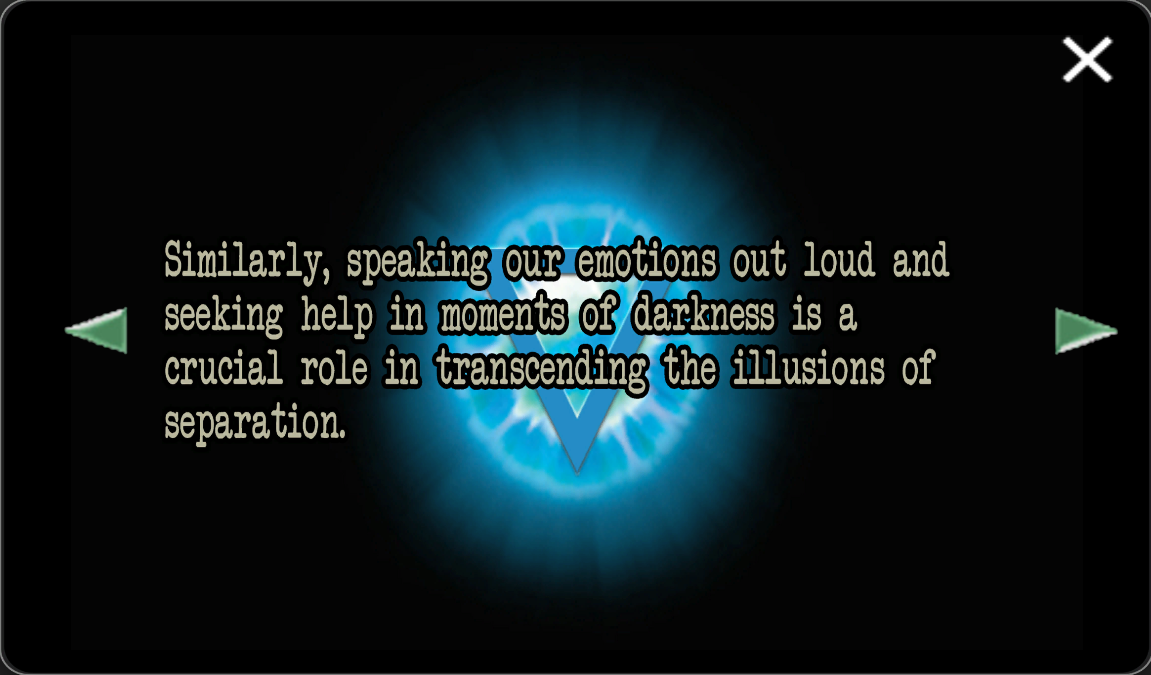 Similarly, speaking our emotions out loud and
seeking help in moments of darkness is a
crucial role in transcending the illusions of
separation.